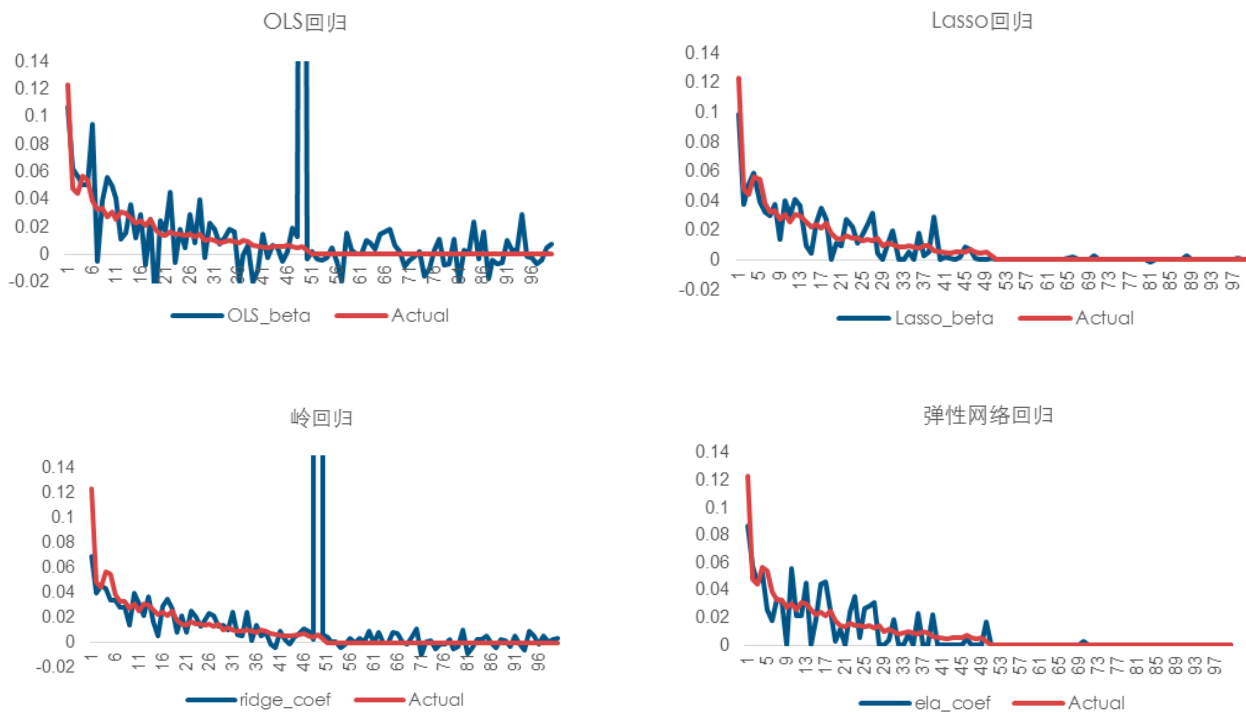 OLS回归
0.14
0.12
0.1
0.08
0.06
0.04
0.02
0
-0.02
1 6 11 16 21 26 31 36 41 46 51 56 61 66 71 76 81 86 91 96
OLS_beta Actual
Lasso回归
0.14
0.12
0.1
0.08
0.06
0.04
0.02
0
-0.02
1 5 9 13 17 21 25 29 33 37 41 45 49 53 57 61 65 69 73 77 81 85 89 93 97
Lasso_beta Actual
岭回归
0.14
0.12
0.1
0.08
0.06
0.04
0.02
0
-0.02
1 6 11 16 21 26 31 36 41 46 51 56 61 66 71 76 81 86 91 96
ridge_coef Actual
弹性网络回归
0.14
0.12
0.1
0.08
0.06
0.04
0.02
0
1 5 9 13 17 21 25 29 33 37 41 45 49 53 57 61 65 69 73 77 81 85 89 93 97
ela_coef Actual